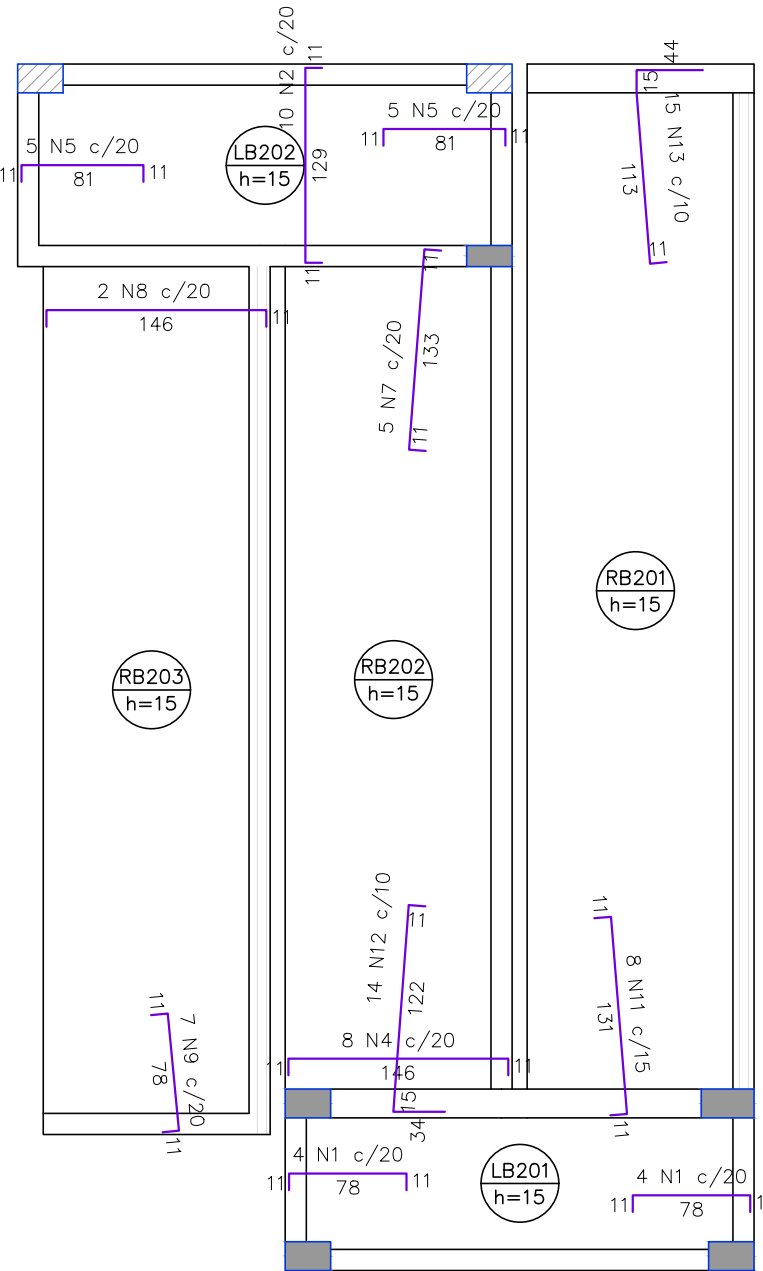 10 N2 c/20
11
129
11
44
15
15 N13 c/10
113
11
5 N5 c/20
11
81
11
LB202
h=15
5 N5 c/20
11
81
11
2 N8 c/20
146
11
11
5 N7 c/20
133
11
RB201
h=15
RB202
h=15
RB203
h=15
11
14 N12 c/10
122
15
34
11
8 N11 c/15
131
11
11
7 N9 c/20
78
11
8 N4 c/20
11
146
11
4 N1 c/20
11
78
11
LB201
h=15
4 N1 c/20
11
78
1